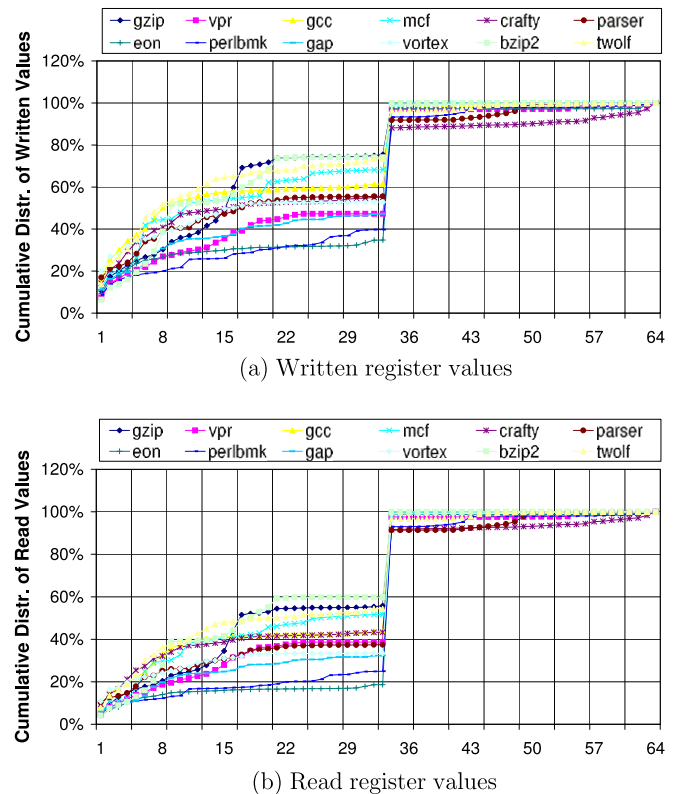 gzip vpr gcc mcf crafty parser
eon perlbmk gap vortex bzip2 twolf
Cumulative Distr. of Written Values
120%
100%
80%
60%
40%
20%
0%
1 8 15 22 29 36 43 50 57 64
(a) Written register values
gzip vpr gcc mcf crafty parser
eon perlbmk gap vortex bzip2 twolf
Cumulative Distr. of Read Values
120%
100%
80%
60%
40%
20%
0%
1 8 15 22 29 36 43 50 57 64
(b) Read register values